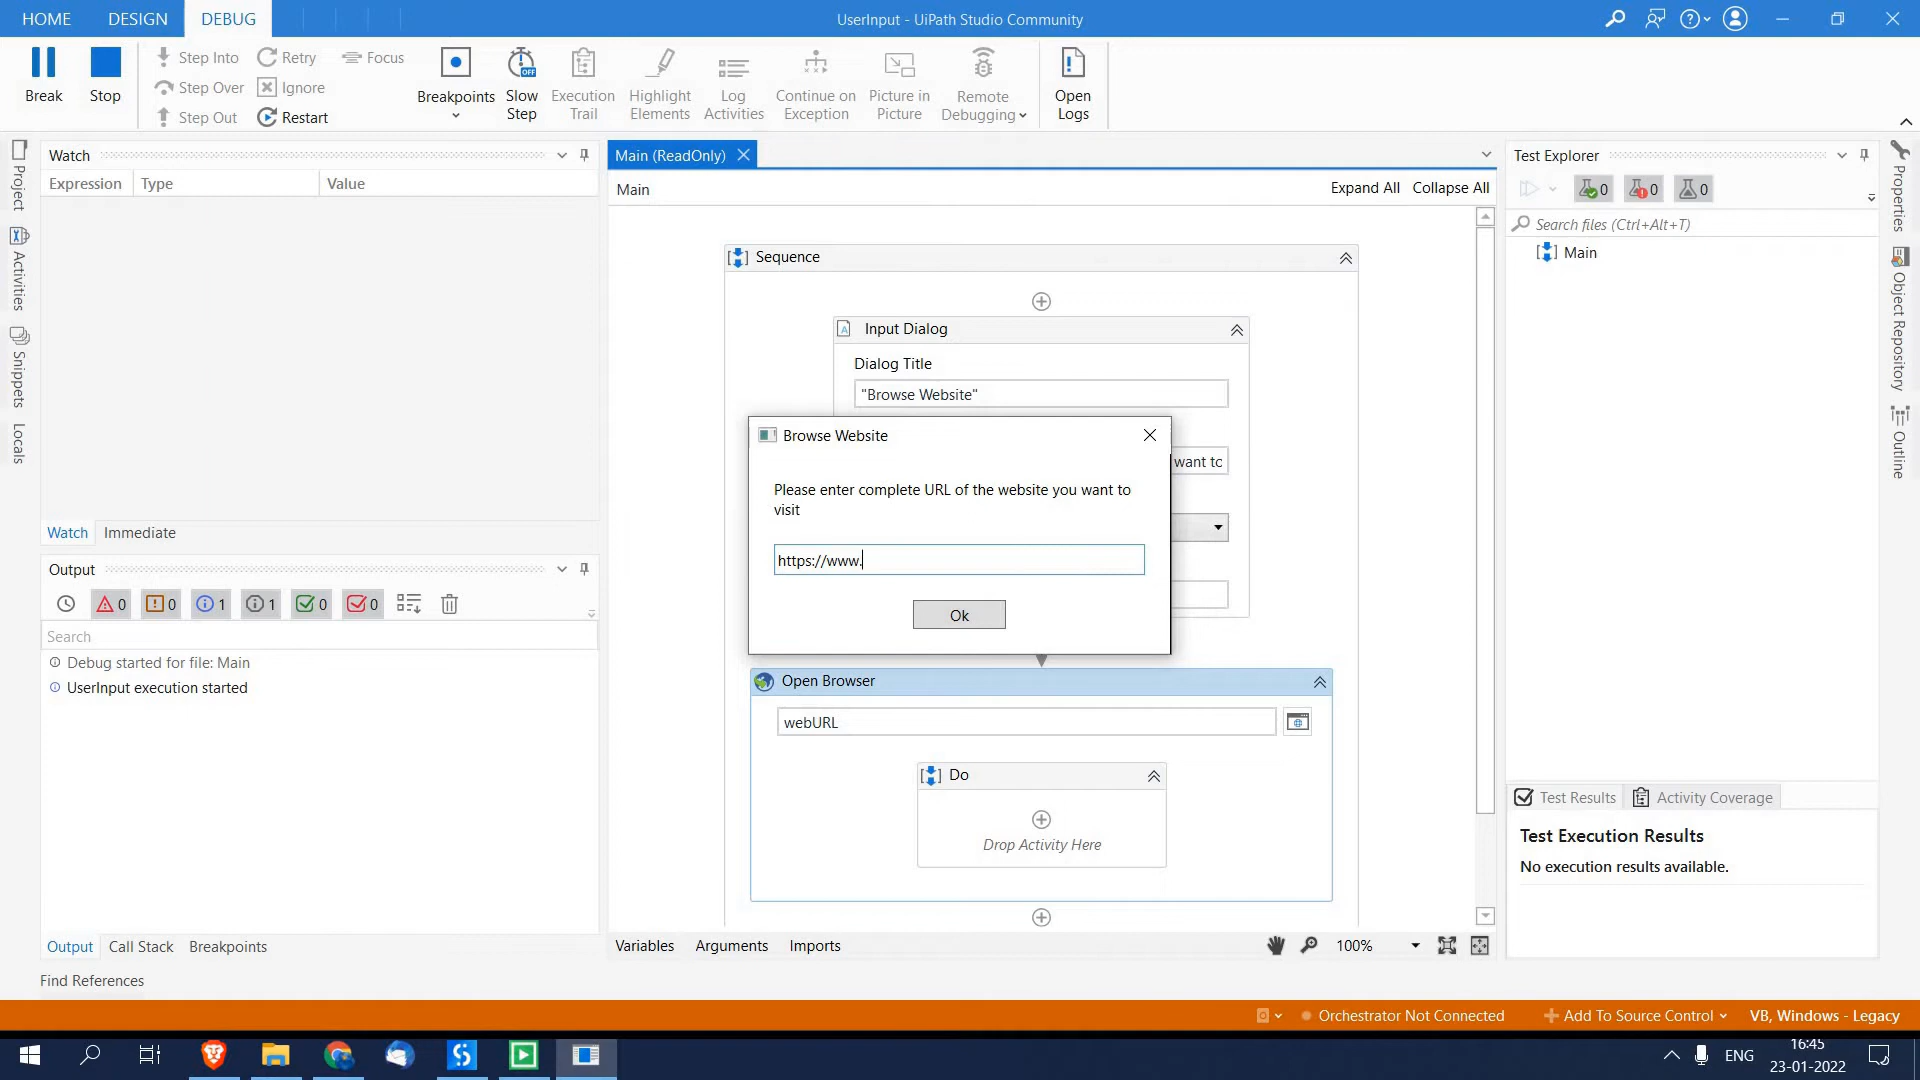 HOME DESIGN DEBUG
UserInput - UiPath Studio Community
Break
Stop
Step Into
Step Over
Step Out
Retry
Ignore
Restart
Focus
Breakpoints
Slow
Step
OFF
Execution
Trail
Highlight
Elements
Log
Activities
Continue on
Exception
Picture in
Picture
Remote
Debugging
Open
Logs
Project
Activities
Snippets
Locals
Watch
Expression Type Value
Watch Immediate
Output
0 0 1 1 0 0
Search
Debug started for file: Main
UserInput execution started
Output Call Stack Breakpoints
Find References
Main (ReadOnly)
Main
Expand All Collapse All
Sequence
Input Dialog
Dialog Title
"Browse Website"
want to
Browse Website
Please enter complete URL of the website you want to
visit
https://www.
Ok
Open Browser
webURL
Do
Drop Activity Here
Variables Arguments Imports
100%
Test Explorer
0 0 0
Search files (Ctrl+Alt+T)
Main
Test Results Activity Coverage
Test Execution Results
No execution results available.
Properties
Object Repository
Outline
Orchestrator Not Connected
Add To Source Control
VB, Windows - Legacy
ENG
16:45
23-01-2022